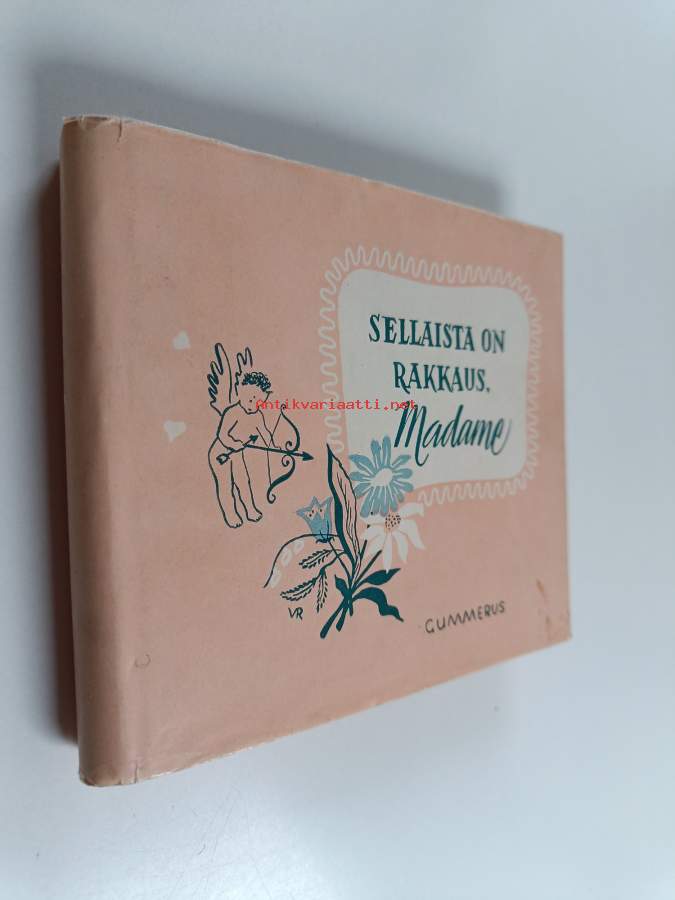 SELLAISTA ON
RAKKAUS,
Antikvariaatti.net
Madame
VR
GUMMERUS